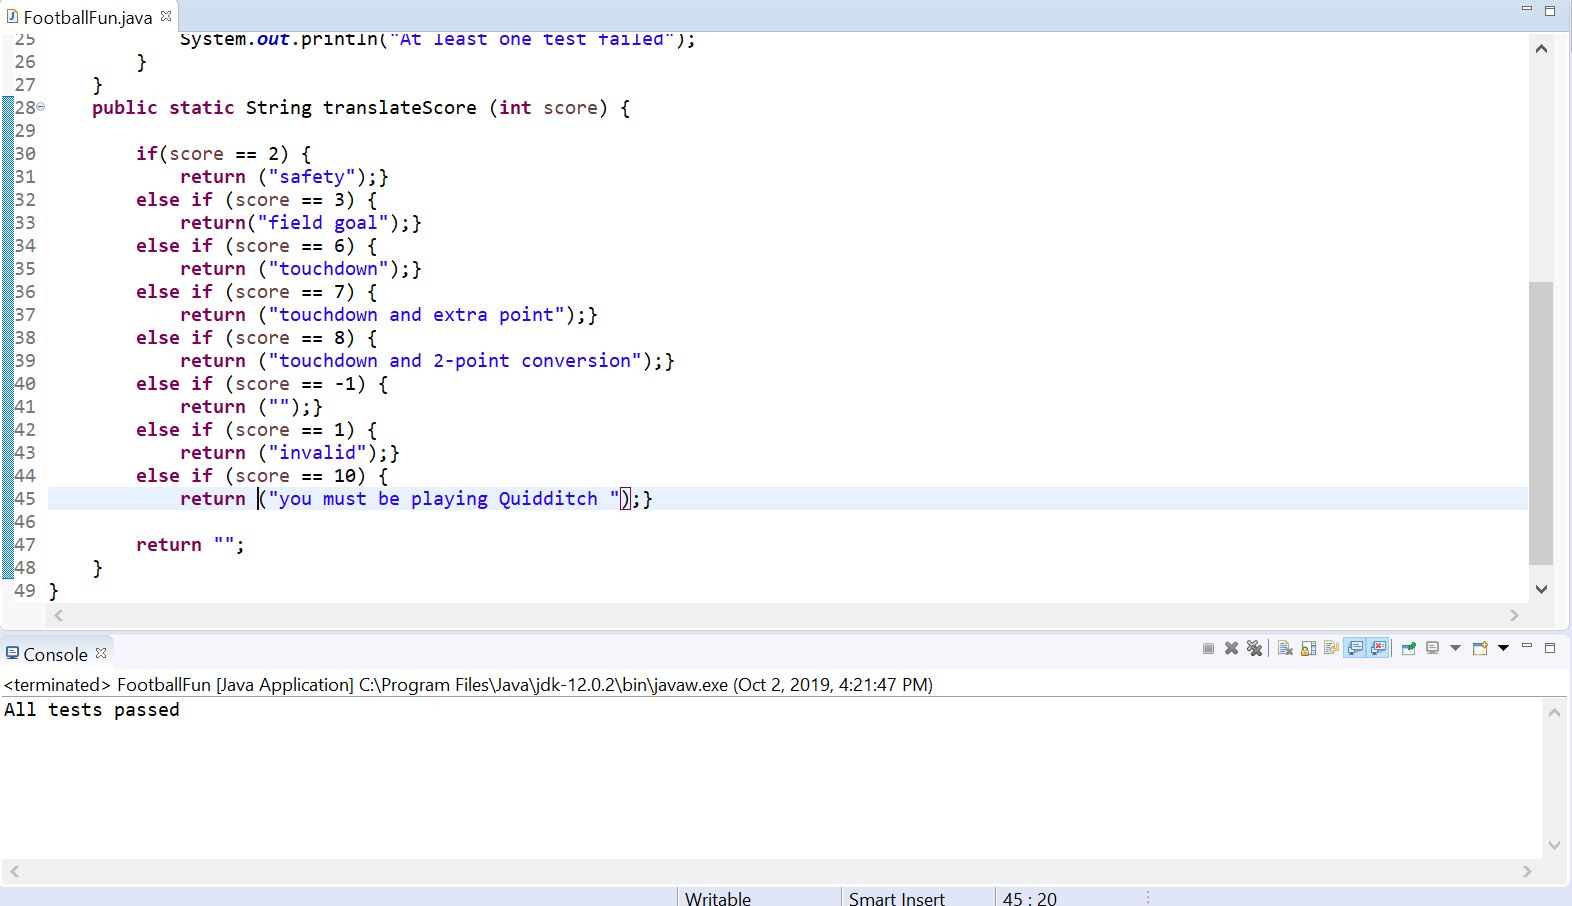 FootballFun.java
25 System.out.println("At least one test failed");
26 }
27 }
28 public static String translateScore (int score) {
29
30 if(score == 2) {
31 return ("safety");}
32 else if (score == 3) {
33 return("field goal");}
34 else if (score == 6) {
35 return ("touchdown");}
36 else if (score == 7) {
37 return ("touchdown and extra point");}
38 else if (score == 8) {
39 return ("touchdown and 2-point conversion");}
40 else if (score == -1) {
41 return ("");}
42 else if (score == 1) {
43 return ("invalid");}
44 else if (score == 10) {
45 return ("you must be playing Quidditch ");}
46
47 return "";
48 }
49 }
Console
<terminated> FootballFun [Java Application] C:\Program Files\Java\jdk-12.0.2\bin\javaw.exe (Oct 2, 2019, 4:21:47 PM)
All tests passed
Writable Smart Insert 45 : 20